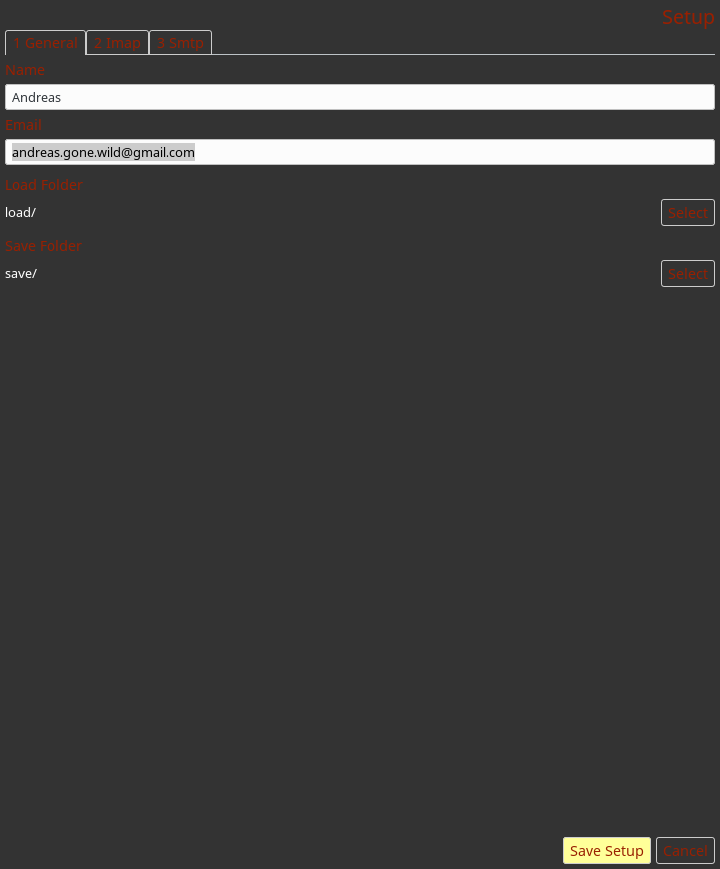 Setup
1 General 2 Imap 3 Smtp
Name
Andreas
Email
andreas.gone.wild@gmail.com
Load Folder
load/ Select
Save Folder
save/ Select
Save Setup Cancel